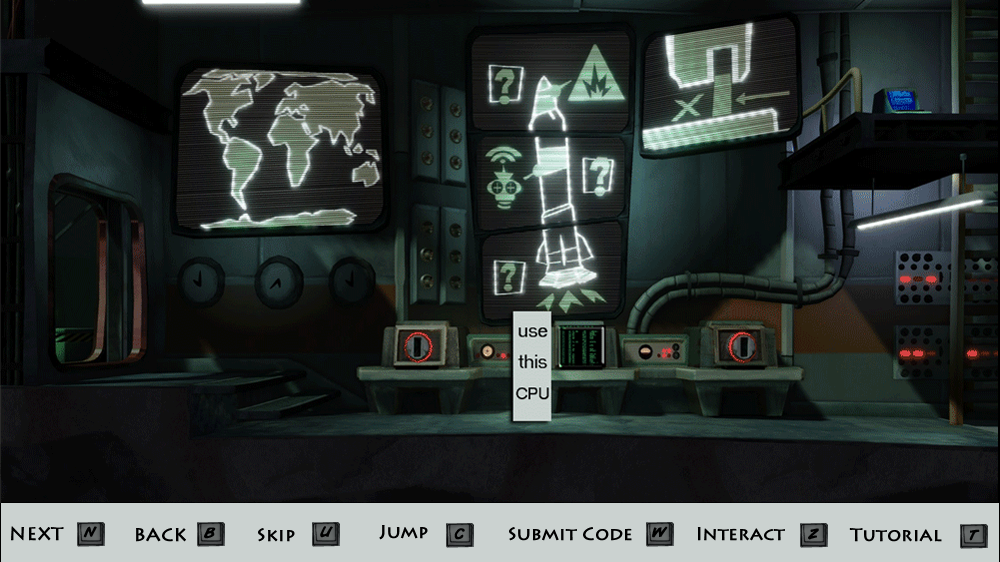 ?
?
X
?
use
this
CPU
NEXT N BACK B SKIP U JUMP C SUBMIT CODE W INTERACT Z TUTORIAL T